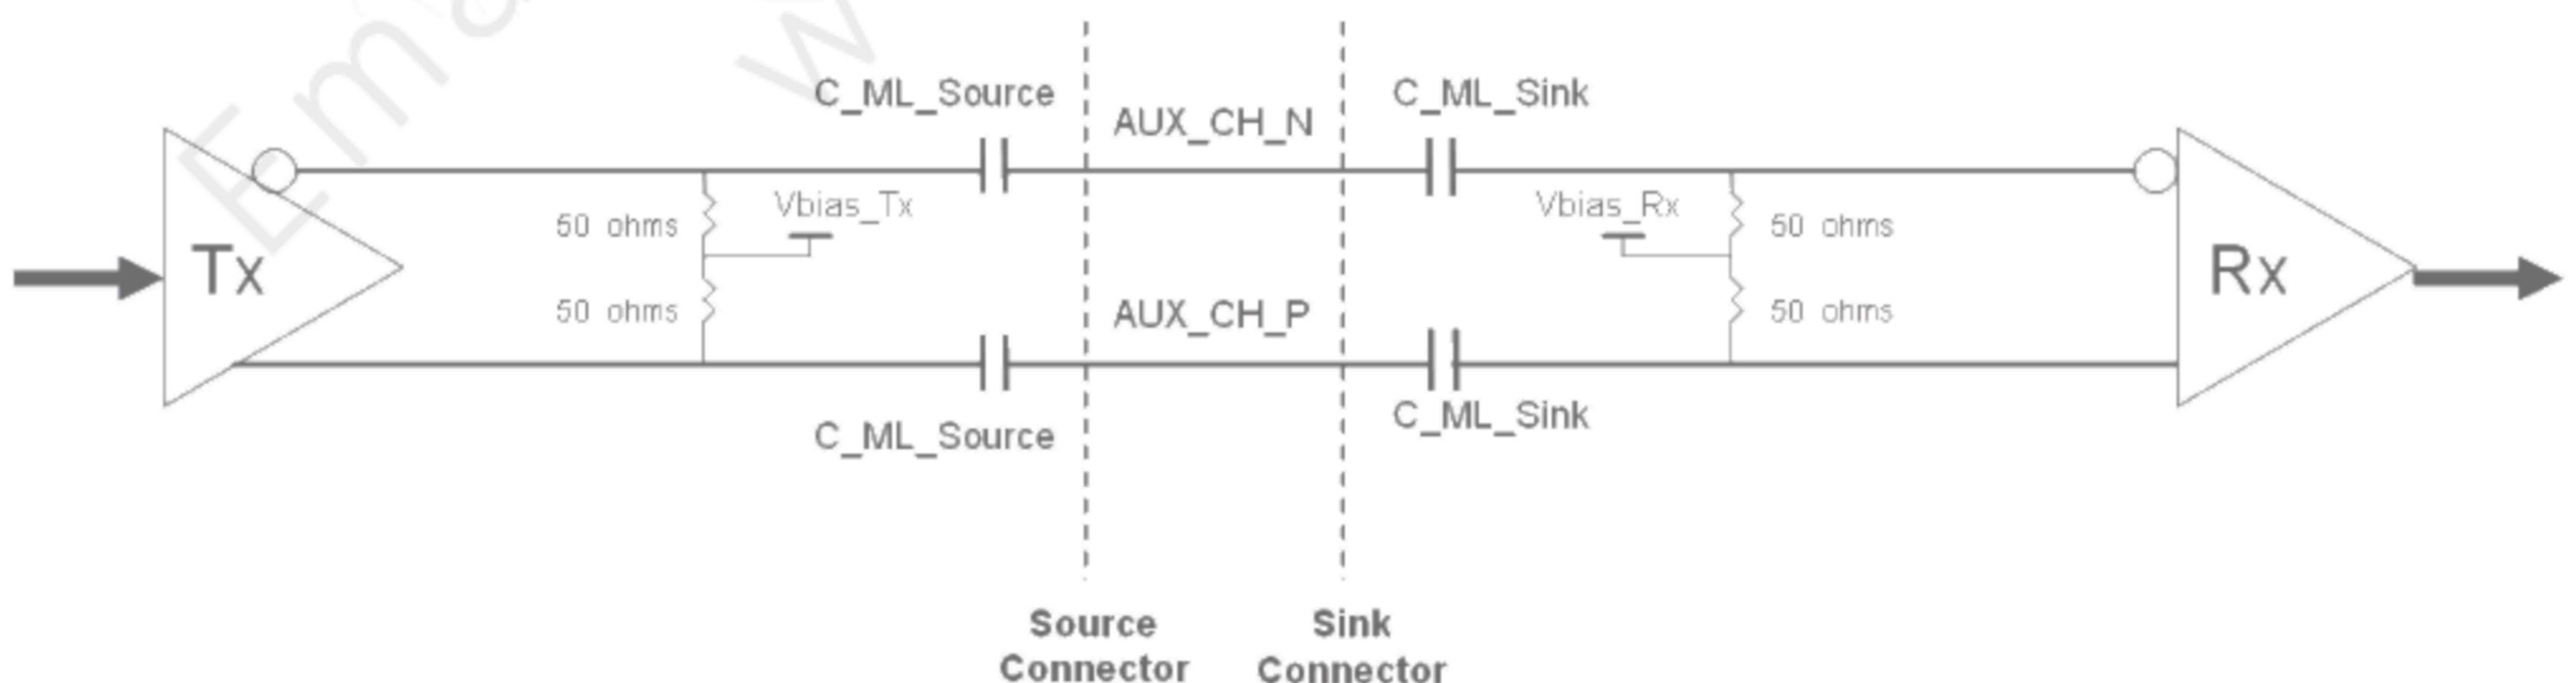 C_ML_Source
C_ML_Sink
AUX_CH_N
Vbias_Tx
Vbias_Rx
50 ohms
50 ohms
Tx
Rx
50 ohms
50 ohms
AUX_CH_P
C_ML_Source
C_ML_Sink
Source
Connector
Sink
Connector
Ema
w